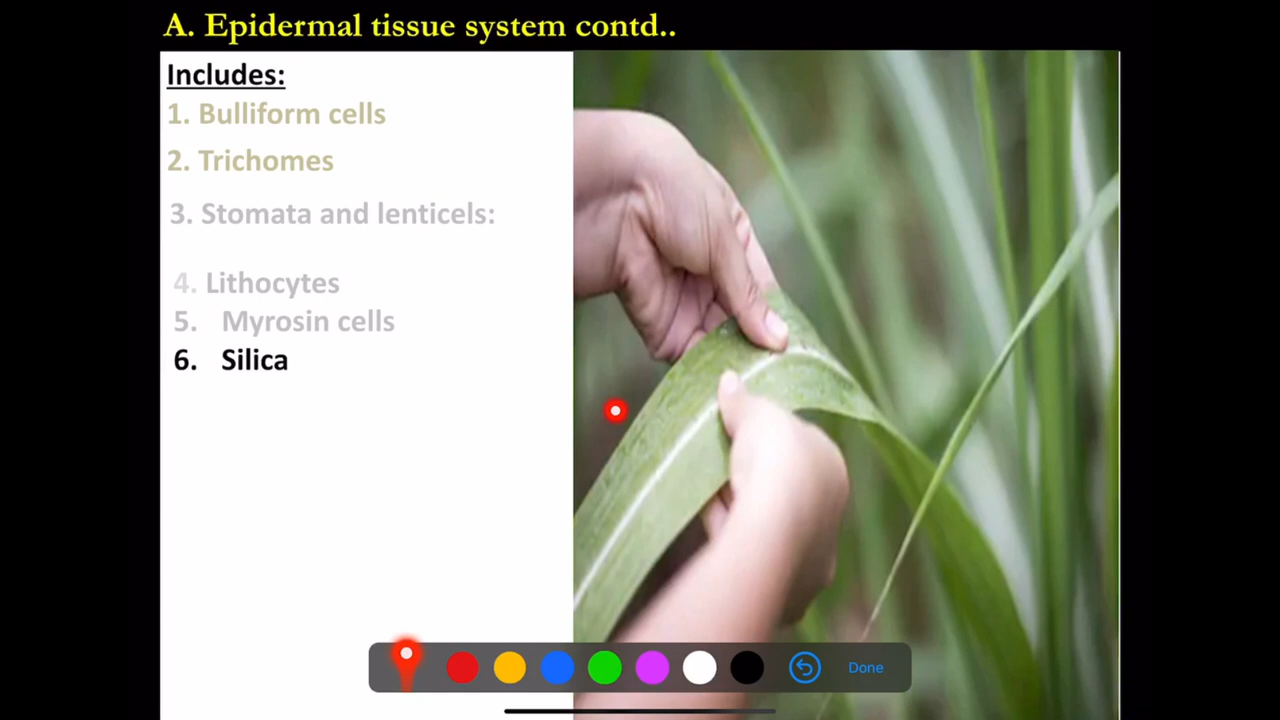 A. Epidermal tissue system contd..
Includes:
1. Bulliform cells
2. Trichomes
3. Stomata and lenticels:
4. Lithocytes
5. Myrosin cells
6. Silica
Done